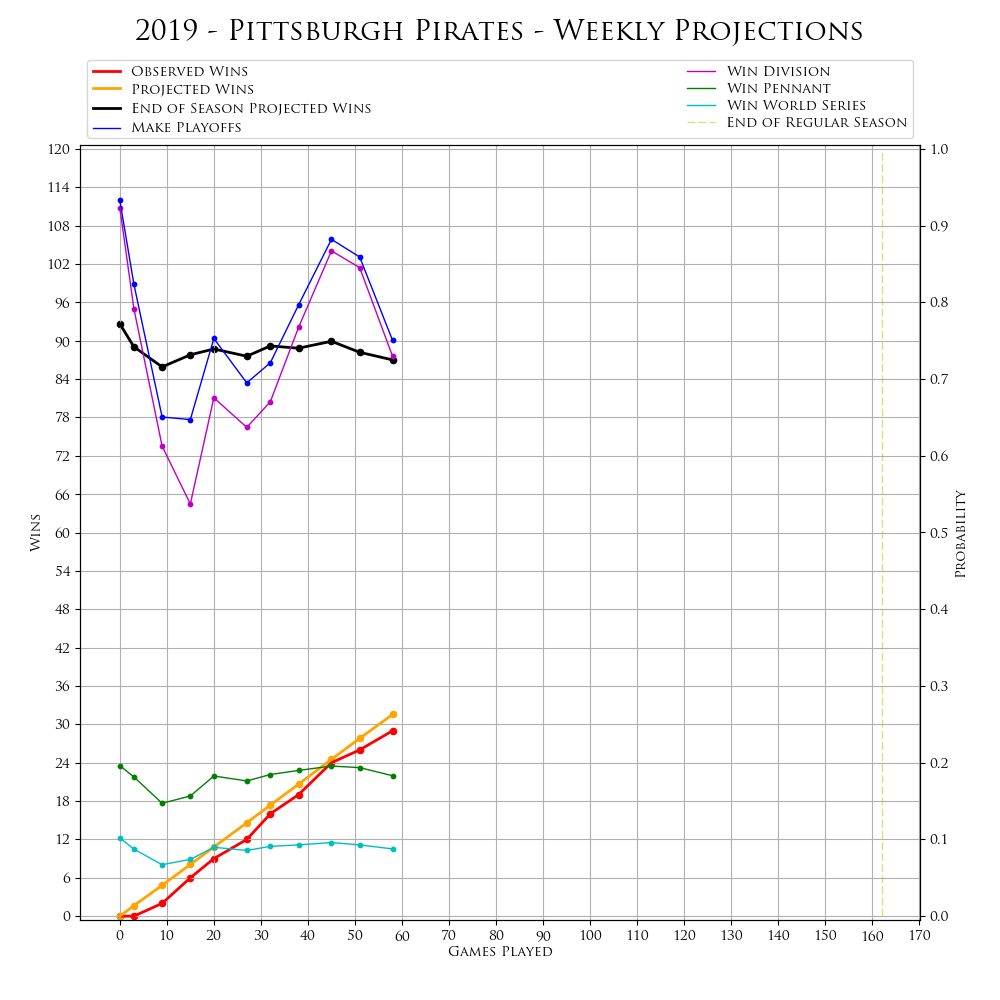 2019 - Pittsburgh Pirates - Weekly Projections
Observed Wins
Projected Wins
End of Season Projected Wins
Make Playoffs
Win Division
Win Pennant
Win World Series
End of Regular Season
120
114
108
102
96
90
84
78
72
66
60
54
48
42
36
30
24
18
12
6
0
Wins
1.0
0.9
0.8
0.7
0.6
0.5
0.4
0.3
0.2
0.1
0.0
Probability
0 10 20 30 40 50 60 70 80 90 100 110 120 130 140 150 160 170
Games Played